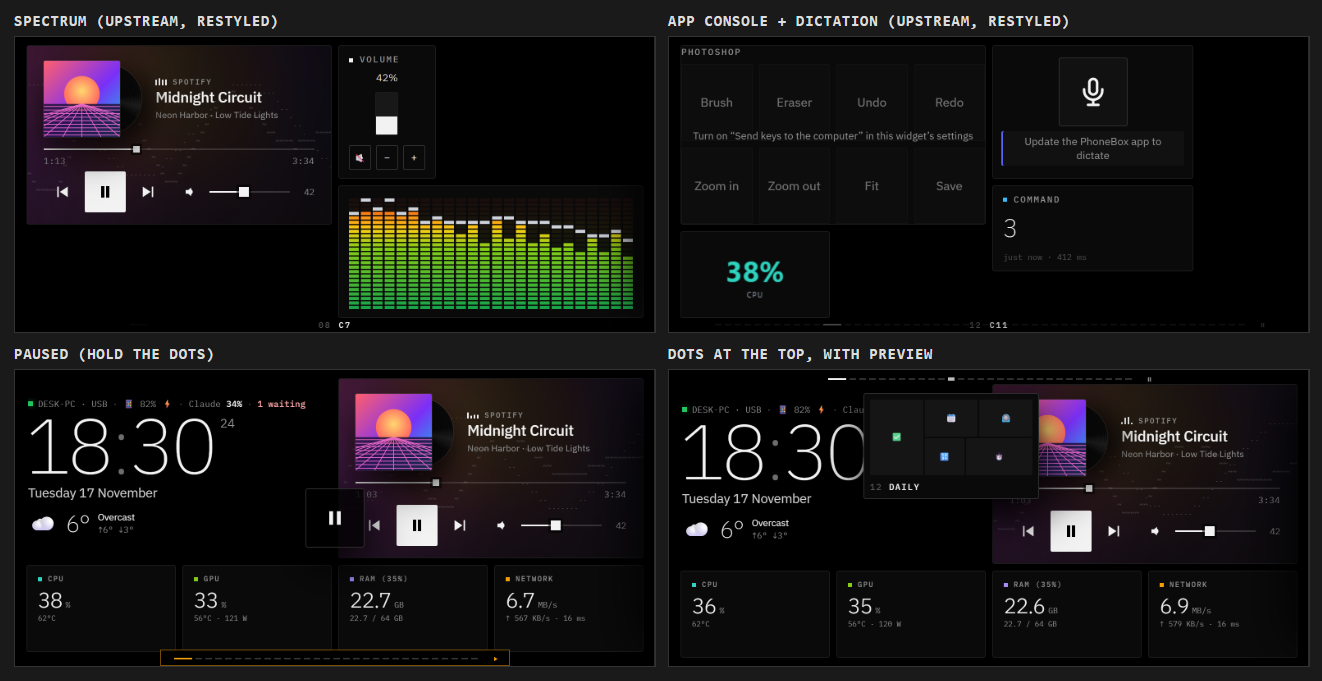 SPECTRUM (UPSTREAM, RESTYLED)
SPOTIFY
Midnight Circuit
Neon Harbor · Low Tide Lights
1:13 3:34
42
VOLUME
42%
− +
08 C7
APP CONSOLE + DICTATION (UPSTREAM, RESTYLED)
PHOTOSHOP
Brush Eraser Undo Redo
Turn on “Send keys to the computer” in this widget's settings
Zoom in Zoom out Fit Save
38%
CPU
Update the PhoneBox app to
dictate
COMMAND
3
just now · 412 ms
12 C11
PAUSED (HOLD THE DOTS)
DESK-PC · USB · 82% · Claude 34% · 1 waiting
18:30 24
Tuesday 17 November
6° Overcast
↑6° ↓3°
SPOTIFY
Midnight Circuit
Neon Harbor · Low Tide Lights
:03 3:34
42
CPU
38 %
62°C
GPU
33 %
56°C · 121 W
RAM (35%)
22.7 GB
22.7 / 64 GB
NETWORK
6.7 MB/s
↑ 567 KB/s · 16 ms
DOTS AT THE TOP, WITH PREVIEW
DESK-PC · USB · 82% · Clau
18:30
Tuesday 17 November
6° Overcast
↑6° ↓3°
12 DAILY
SPOTIFY
Midnight Circuit
Neon Harbor · Low Tide Lights
1:03 3:34
42
CPU
36 %
62°C
GPU
35 %
56°C · 120 W
RAM (35%)
22.6 GB
22.7 / 64 GB
NETWORK
6.9 MB/s
↑ 579 KB/s · 16 ms